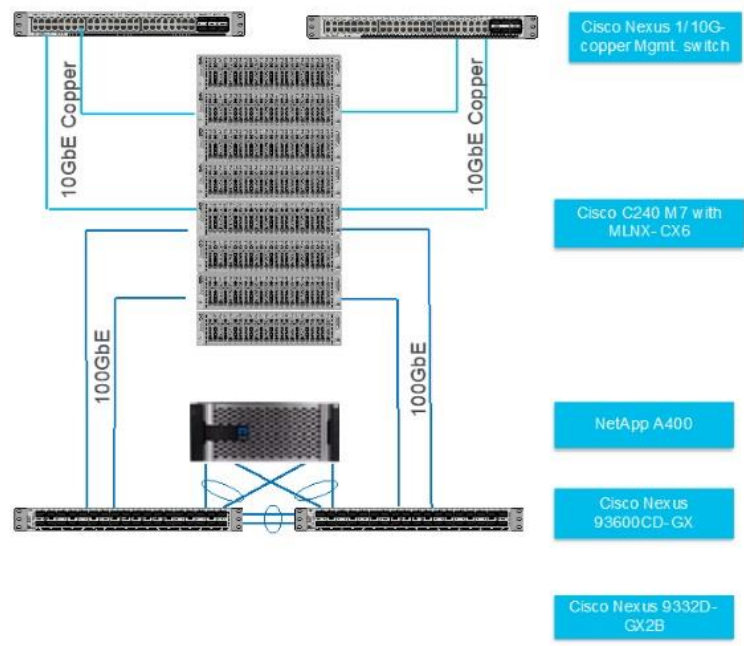 Cisco Nexus 1/10G-
copper Mgmt. switch
10GbE Copper
10GbE Copper
Cisco C240 M7 with
MLNX- CX6
100GbE
100GbE
NetApp A400
Cisco Nexus
93600CD-GX
Cisco Nexus 9332D-
GX2B